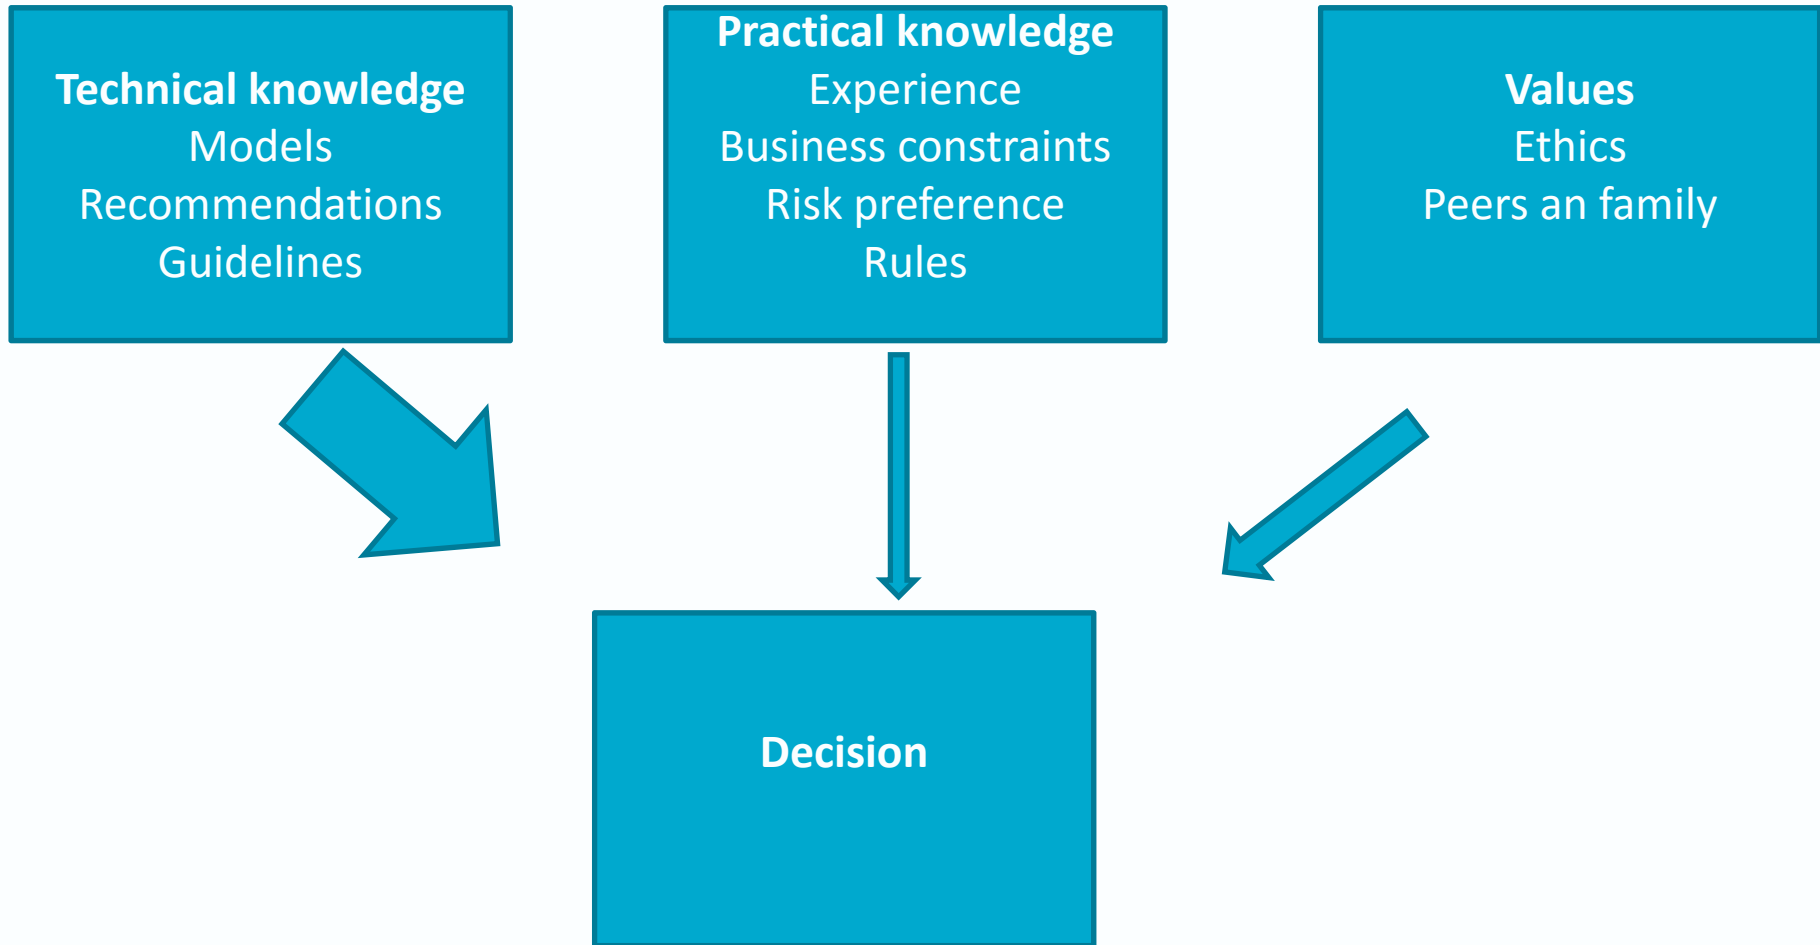 Technical knowledge
Models
Recommendations
Guidelines
Practical knowledge
Experience
Business constraints
Risk preference
Rules
Values
Ethics
Peers an family
Decision